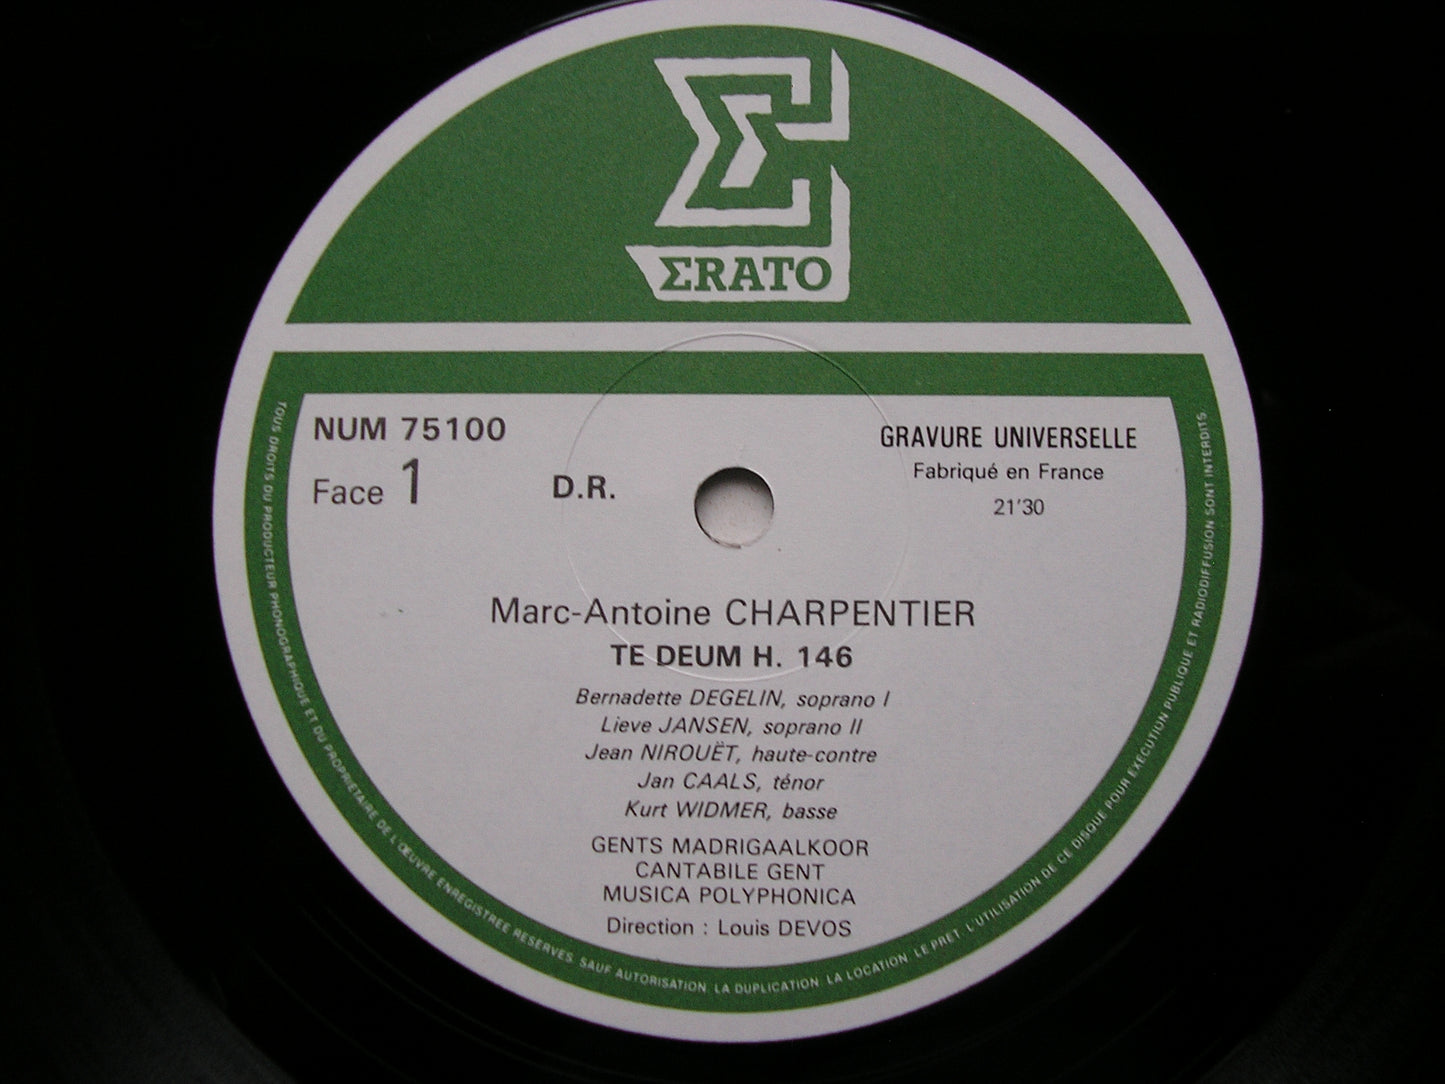 ΣRATO
NUM 75100
Face 1
D.R.
GRAVURE UNIVERSELLE
Fabriqué en France
21'30
Marc-Antoine CHARPENTIER
TE DEUM H. 146
Bernadette DEGELIN, soprano I
Lieve JANSEN, soprano II
Jean NIROUËT, haute-contre
Jan CAALS, ténor
Kurt WIDMER, basse
GENTS MADRIGAALKOOR
CANTABILE GENT
MUSICA POLYPHONICA
Direction : Louis DEVOS
TOUS DROITS DU PRODUCTEUR PHONOGRAPHIQUE ET DU PROPRIETAIRE DE L'ŒUVRE ENREGISTREE RESERVES. SAUF AUTORISATION, LA DUPLICATION, LA LOCATION, LE PRET, L'UTILISATION DE CE DISQUE POUR EXECUTION PUBLIQUE ET RADIODIFFUSION SONT INTERDITS